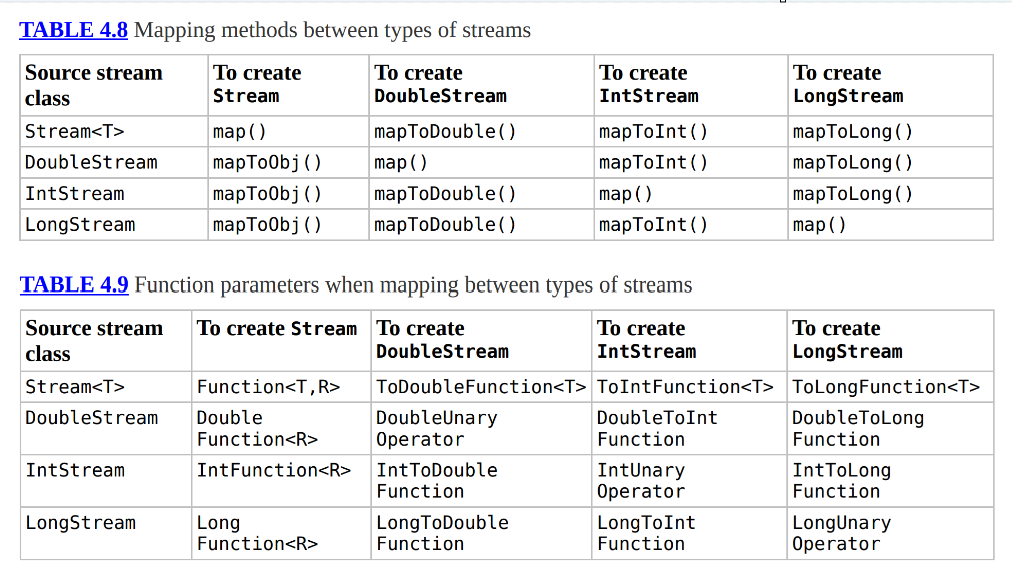 TABLE 4.8 Mapping methods between types of streams
Source stream class To create Stream To create DoubleStream To create IntStream To create LongStream
Stream<T> map() mapToDouble() mapToInt() mapToLong()
DoubleStream mapToObj() map() mapToInt() mapToLong()
IntStream mapToObj() mapToDouble() map() mapToLong()
LongStream mapToObj() mapToDouble() mapToInt() map()
TABLE 4.9 Function parameters when mapping between types of streams
Source stream class To create Stream To create DoubleStream To create IntStream To create LongStream
Stream<T> Function<T,R> ToDoubleFunction<T> ToIntFunction<T> ToLongFunction<T>
DoubleStream Double Function<R> DoubleUnary Operator DoubleToInt Function DoubleToLong Function
IntStream IntFunction<R> IntToDouble Function IntUnary Operator IntToLong Function
LongStream Long Function<R> LongToDouble Function LongToInt Function LongUnary Operator